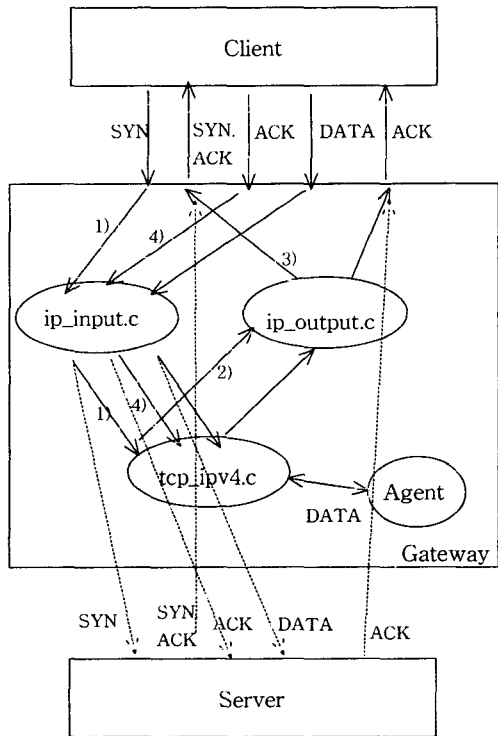 Client
SYN
SYN.
ACK
ACK
DATA
ACK
1)
4)
3)
ip_input.c
ip_output.c
2)
1)
4)
tcp_ipv4.c
Agent
DATA
Gateway
SYN
SYN
ACK
ACK
DATA
ACK
Server